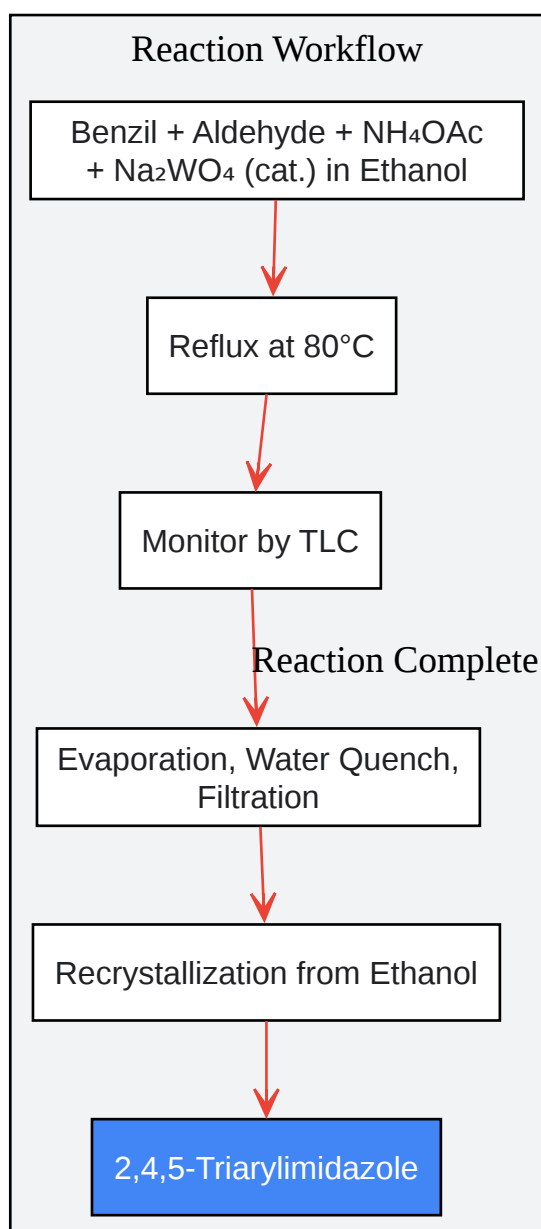 Reaction Workflow
Benzil + Aldehyde + NH₄OAc
+ Na₂WO₄ (cat.) in Ethanol
Reflux at 80°C
Monitor by TLC
Reaction Complete
Evaporation, Water Quench,
Filtration
Recrystallization from Ethanol
2,4,5-Triarylimidazole